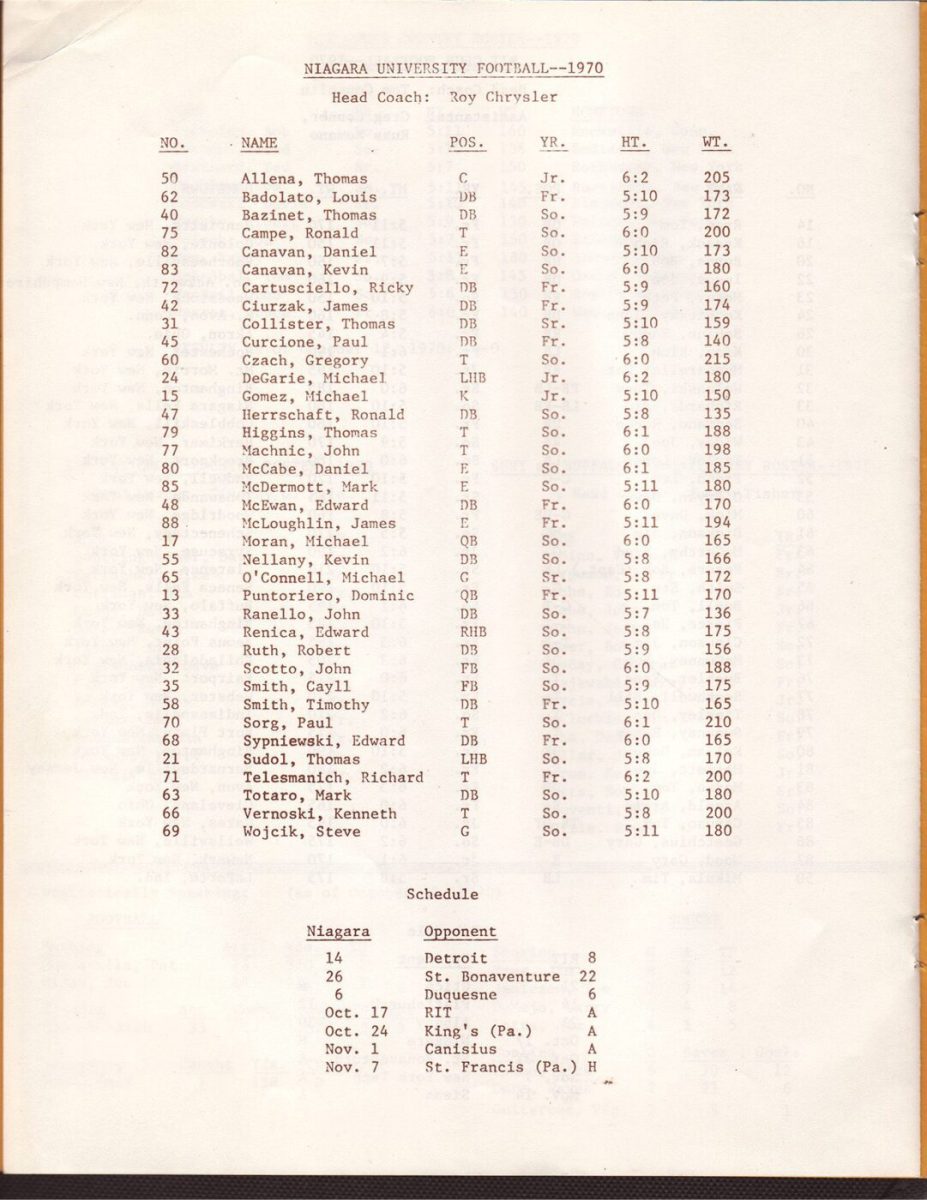 NIAGARA UNIVERSITY FOOTBALL--1970
Head Coach: Roy Chrysler
NO. NAME POS. YR. HT. WT.
50 Allena, Thomas C Jr. 6:2 205
62 Badolato, Louis DB Fr. 5:10 173
40 Bazinet, Thomas DB So. 5:9 172
75 Campe, Ronald T So. 6:0 200
82 Canavan, Daniel E So. 5:10 173
83 Canavan, Kevin E So. 6:0 180
72 Cartusciello, Ricky DB Fr. 5:9 160
42 Ciurzak, James DB Fr. 5:9 174
31 Collister, Thomas DB Sr. 5:10 159
45 Curcione, Paul DB Fr. 5:8 140
60 Czach, Gregory T So. 6:0 215
24 DeGarie, Michael LHB Jr. 6:2 180
15 Gomez, Michael K Jr. 5:10 150
47 Herrschaft, Ronald DB So. 5:8 135
79 Higgins, Thomas T So. 6:1 188
77 Machnic, John T So. 6:0 198
80 McCabe, Daniel E So. 6:1 185
85 McDermott, Mark E So. 5:11 180
48 McEwan, Edward DB Fr. 6:0 170
88 McLoughlin, James E Fr. 5:11 194
17 Moran, Michael QB So. 6:0 165
55 Nellany, Kevin DB So. 5:8 166
65 O'Connell, Michael G Sr. 5:8 172
13 Puntoriero, Dominic QB Fr. 5:11 170
33 Ranello, John DB So. 5:7 136
43 Renica, Edward RHB So. 5:8 175
28 Ruth, Robert DB So. 5:9 156
32 Scotto, John FB So. 6:0 188
35 Smith, Cayll FB So. 5:9 175
58 Smith, Timothy DB Fr. 5:10 165
70 Sorg, Paul T So. 6:1 210
68 Sypniewski, Edward DB Fr. 6:0 165
21 Sudol, Thomas LHB So. 5:8 170
71 Telesmanich, Richard T Fr. 6:2 200
63 Totaro, Mark DB So. 5:10 180
66 Vernoski, Kenneth T So. 5:8 200
69 Wojcik, Steve G So. 5:11 180
Schedule
Niagara Opponent
14 Detroit 8
26 St. Bonaventure 22
6 Duquesne 6
Oct. 17 RIT A
Oct. 24 King's (Pa.) A
Nov. 1 Canisius A
Nov. 7 St. Francis (Pa.) H